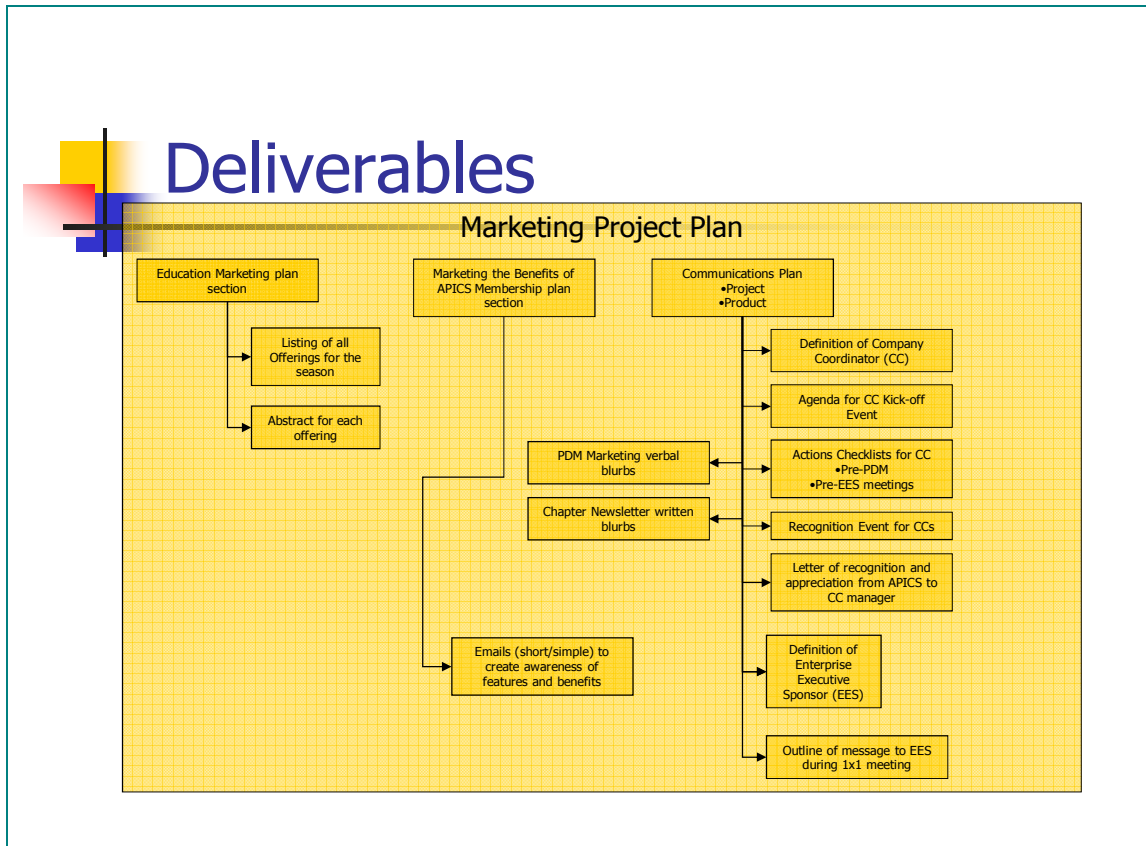 Deliverables
Marketing Project Plan
Education Marketing plan
section
Listing of all
Offerings for the
season
Abstract for each
offering
Marketing the Benefits of
APICS Membership plan
section
Emails (short/simple) to
create awareness of
features and benefits
Communications Plan
•Project
•Product
PDM Marketing verbal
blurbs
Chapter Newsletter written
blurbs
Definition of Company
Coordinator (CC)
Agenda for CC Kick-off
Event
Actions Checklists for CC
•Pre-PDM
•Pre-EES meetings
Recognition Event for CCs
Letter of recognition and
appreciation from APICS to
CC manager
Definition of
Enterprise
Executive
Sponsor (EES)
Outline of message to EES
during 1x1 meeting